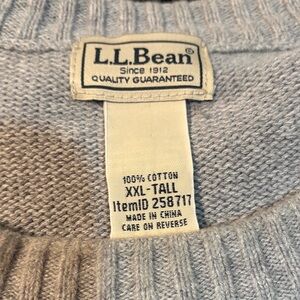 L.L.Bean®
Since 1912
QUALITY GUARANTEED
100% COTTON
XXL-TALL
ItemID 258717
MADE IN CHINA
CARE ON REVERSE